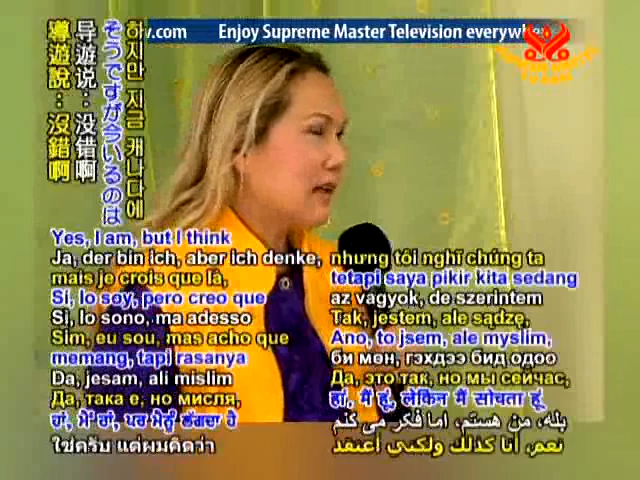 v.com Enjoy Supreme Master Television everywhe
하지만 지금 캐나다에
そうですが今いるのは
导遊说：没错啊
導遊說：沒錯啊
Yes, I am, but I think
Ja, der bin ich, aber ich denke,
mais je crois que là,
Sí, lo soy, pero creo que
Sì, lo sono, ma adesso
Sim, eu sou, mas acho que
memang, tapi rasanya
Da, jesam, ali mislim
Да, така е, но мисля,
ਹਾਂ, ਮੈਂ ਹਾਂ, ਪਰ ਮੈਨੂੰ ਲੱਗਦਾ ਹੈ
ใช่ครับ แต่ผมคิดว่า
nhưng tôi nghĩ chúng ta
tetapi saya pikir kita sedang
az vagyok, de szerintem
Tak, jestem, ale sądzę,
Ano, to jsem, ale myslim,
би мөн, гэхдээ бид одоо
Да, это так, но мы сейчас,
हां, मैं हूं, लेकिन मैं सोचता हूं
بله، من هستم، اما فکر می کنم
نعم، أنا كذلك ولكني أعتقد